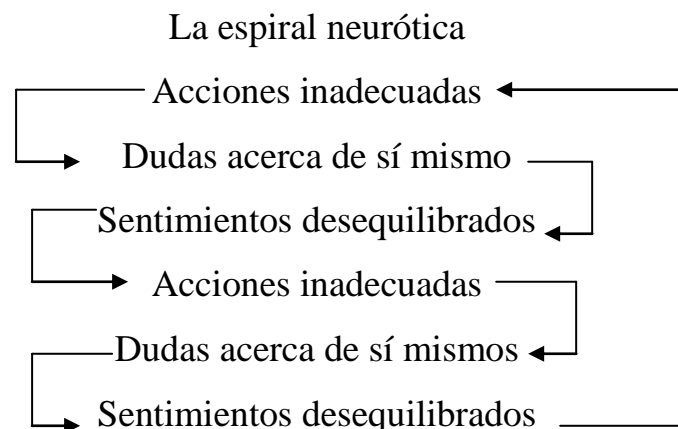 La espiral neurótica
Acciones inadecuadas
Dudas acerca de sí mismo
Sentimientos desequilibrados
Acciones inadecuadas
Dudas acerca de sí mismos
Sentimientos desequilibrados